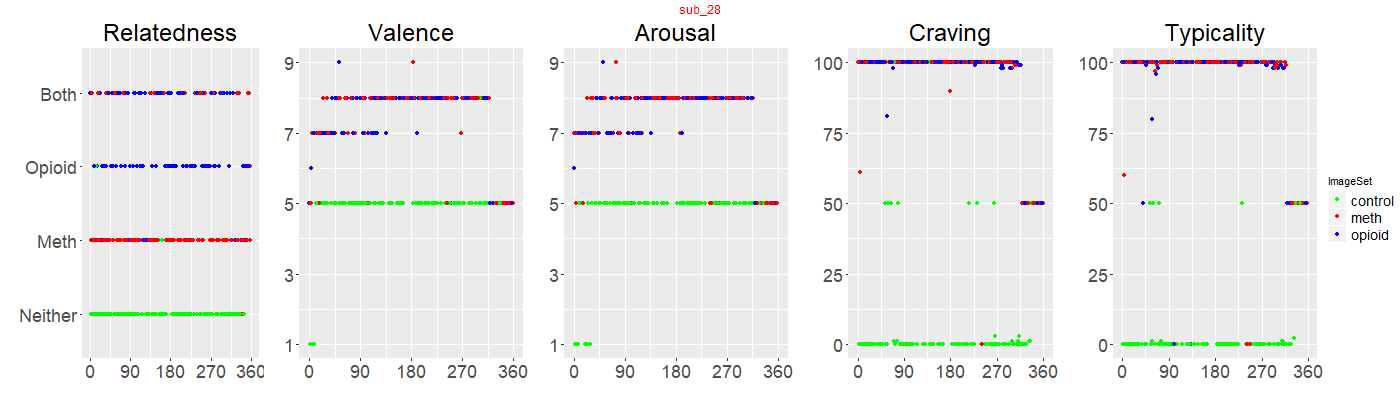 sub_28
Relatedness
Valence
Arousal
Craving
Typicality
Both
Opioid
Meth
Neither
0 90 180 270 360
9
7
5
3
1
0 90 180 270 360
9
7
5
3
1
0 90 180 270 360
100
75
50
25
0
0 90 180 270 360
100
75
50
25
0
0 90 180 270 360
ImageSet
control
meth
opioid